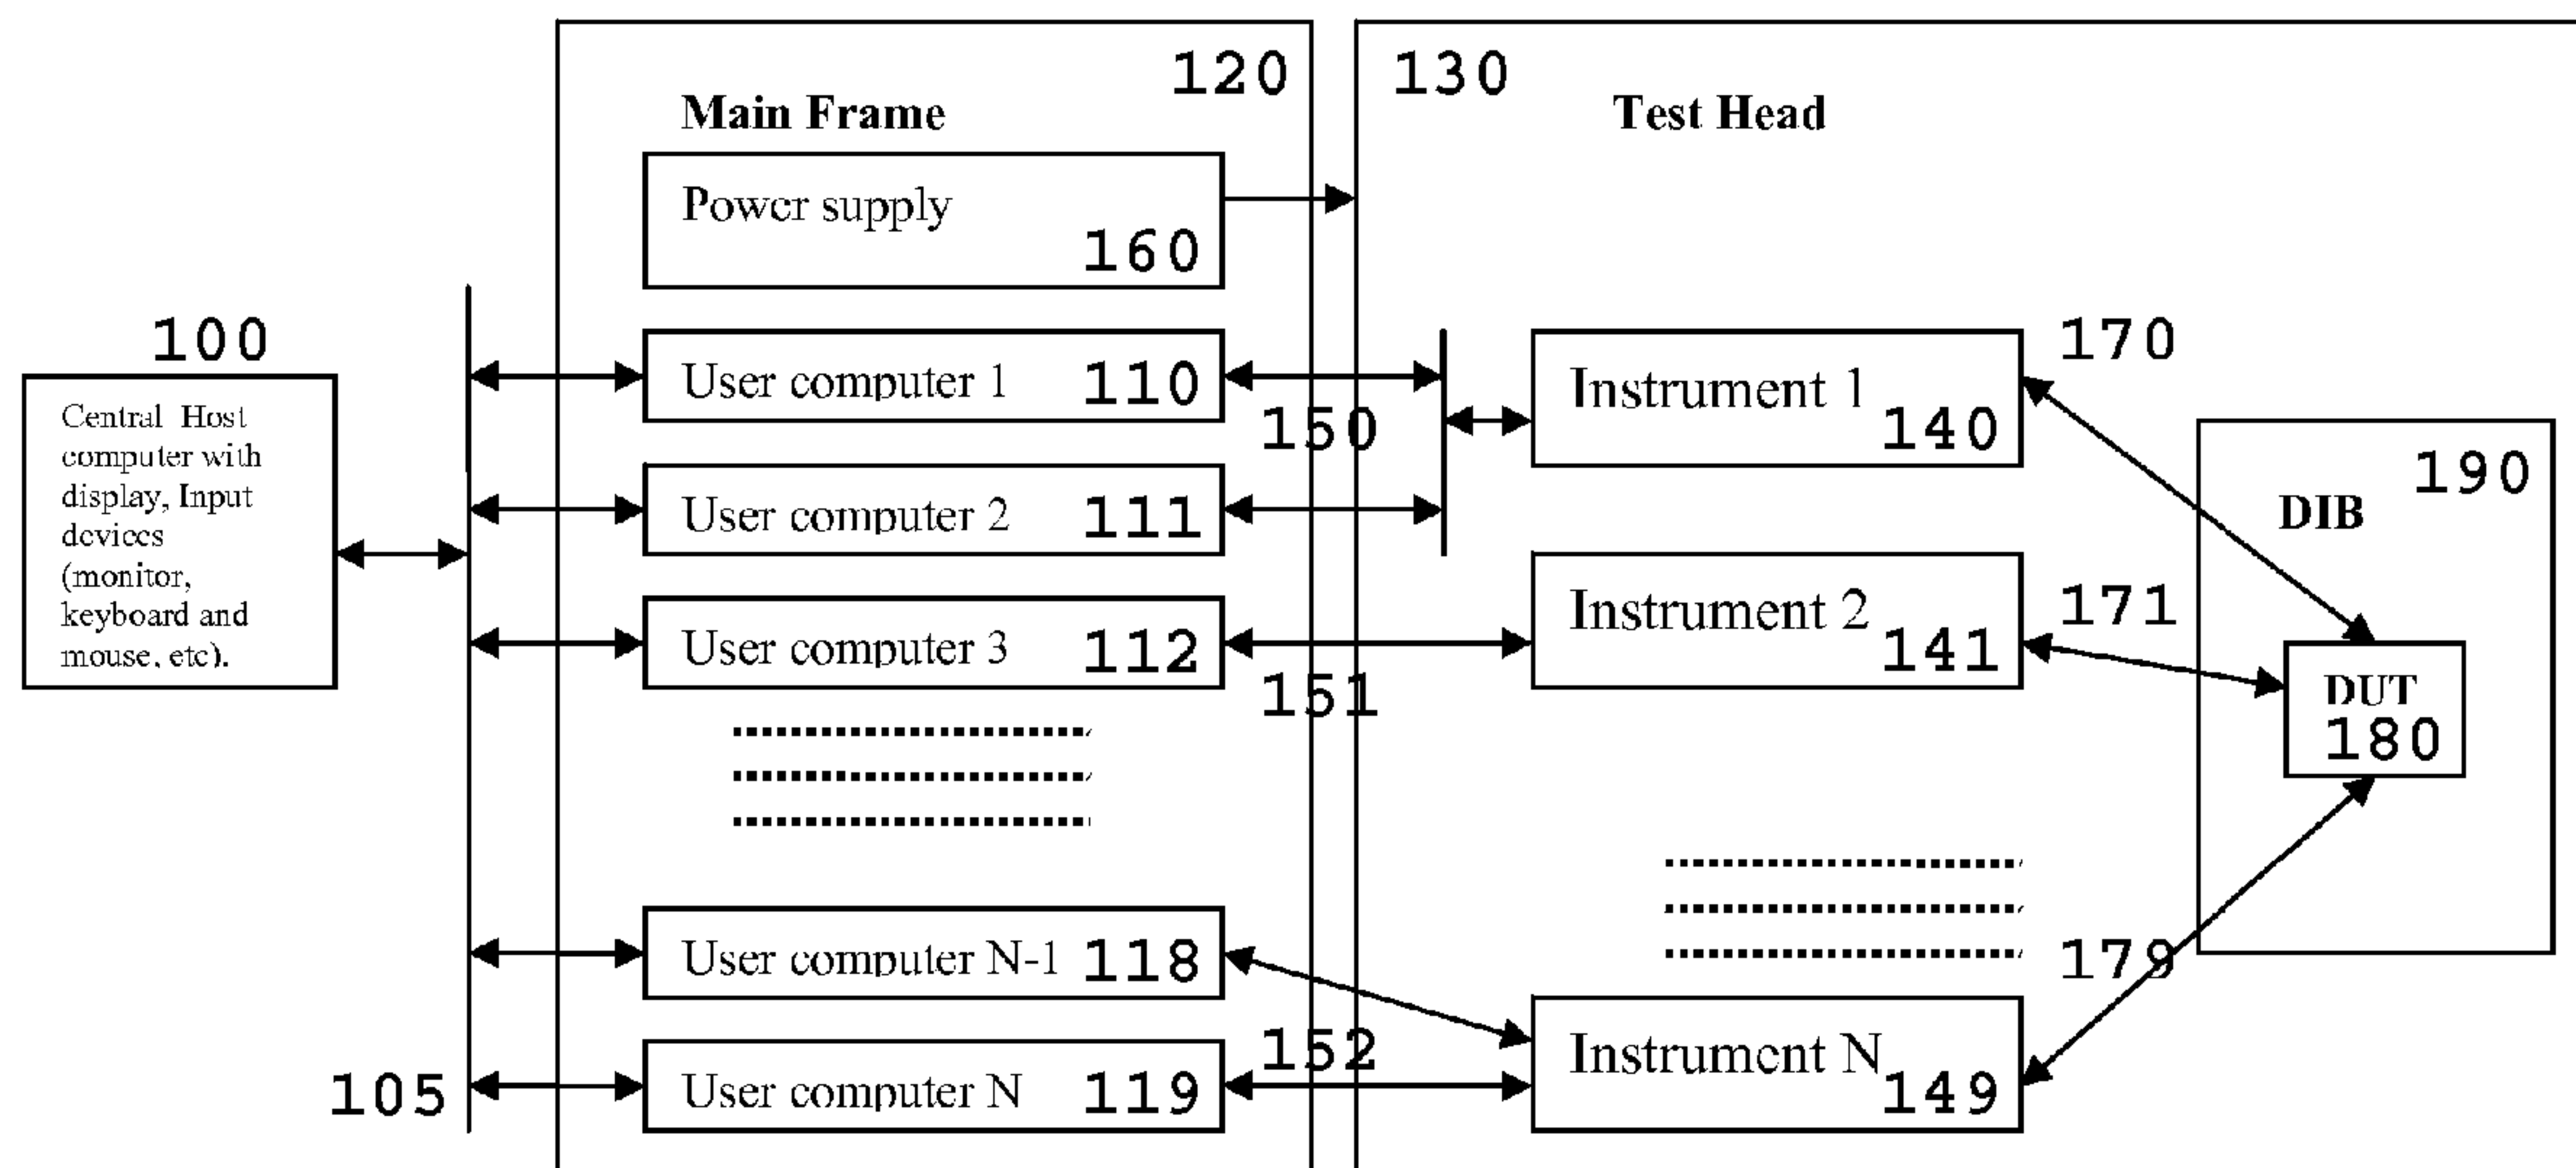 120
130
Main Frame
Test Head
Power supply
160
100
Central Host
computer with
display, Input
devices
(monitor,
keyboard and
mouse, etc).
105
User computer 1 110
150
User computer 2 111
User computer 3 112
151
User computer N-1 118
152
User computer N 119
Instrument 1
140
170
190
DIB
Instrument 2
141
171
DUT
180
179
Instrument N
149